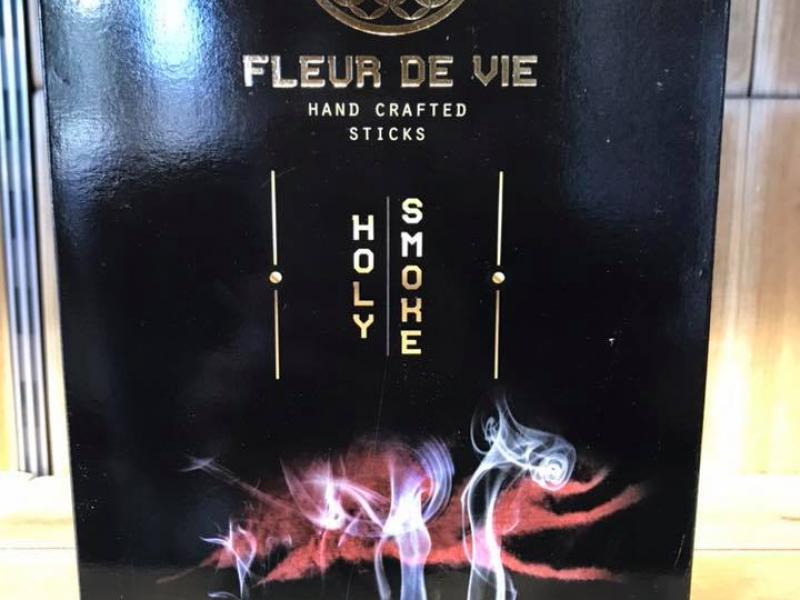 FLEUR DE VIE
HAND CRAFTED
STICKS
HOLY
SMOKE